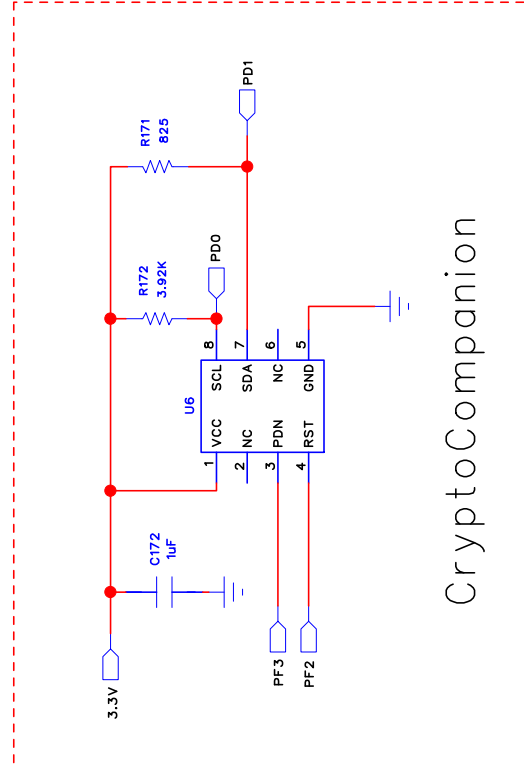 PD1
R171
825
R172
3.92K
PD0
8
7
6
5
SCL
SDA
NC
GND
U6
VCC
NC
PDN
RST
1
2
3
4
C172
1uF
3.3V
PF3
PF2
CryptoCompanion